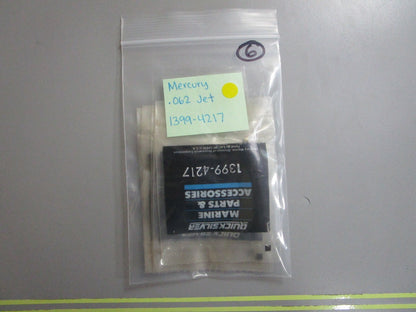 6
Mercury
.062 Jet
1399-4217
QUICKSILVER
MARINE
PARTS &
ACCESSORIES
1399-4217